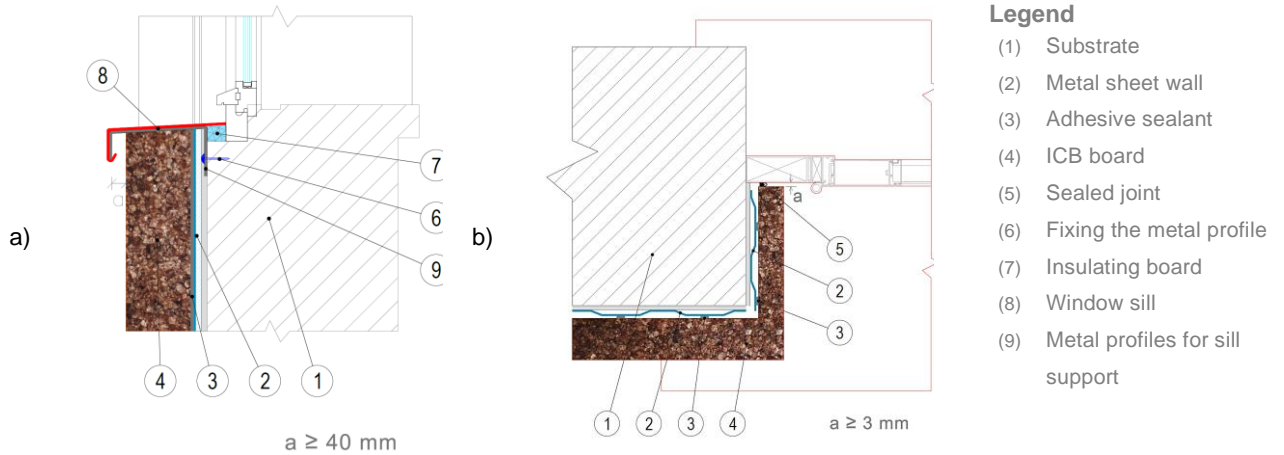 a)
8
a
7
6
9
4
3
2
1
a ≥ 40 mm
b)
a
5
2
3
1
2
3
4
a ≥ 3 mm
Legend
(1) Substrate
(2) Metal sheet wall
(3) Adhesive sealant
(4) ICB board
(5) Sealed joint
(6) Fixing the metal profile
(7) Insulating board
(8) Window sill
(9) Metal profiles for sill
support